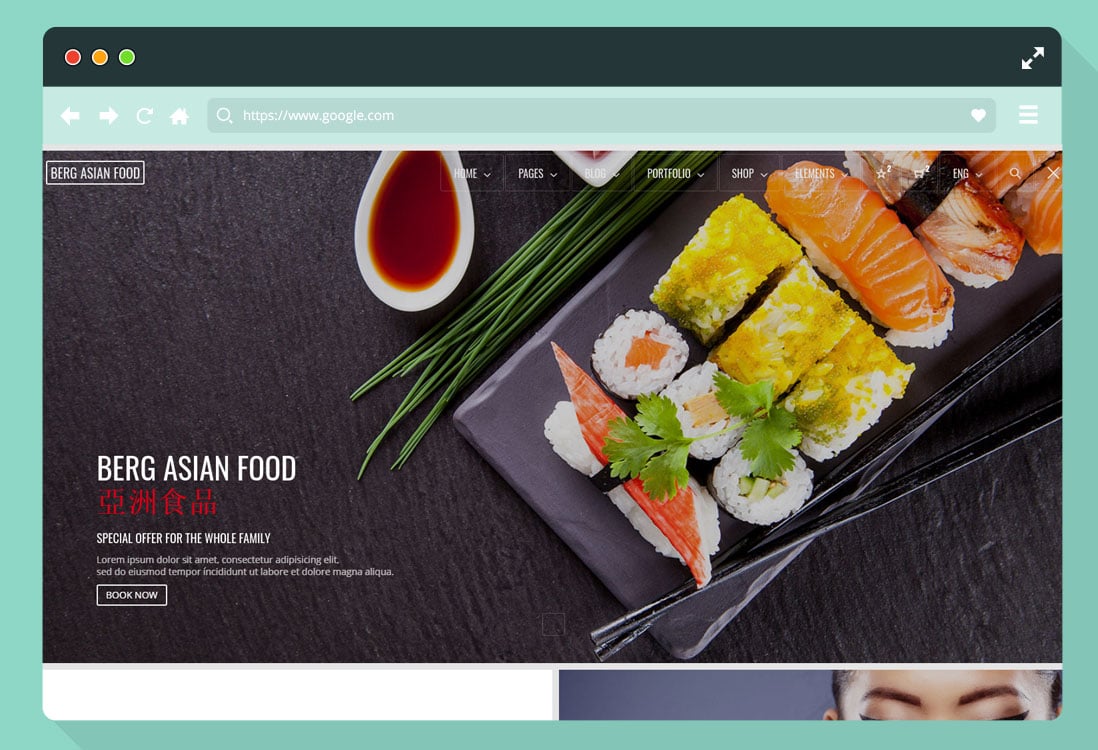 https://www.google.com
BERG ASIAN FOOD
HOME PAGES BLOG PORTFOLIO SHOP ELEMENTS 2 2 ENG
BERG ASIAN FOOD
亞洲食品
SPECIAL OFFER FOR THE WHOLE FAMILY
Lorem ipsum dolor sit amet, consectetur adipisicing elit,
sed do eiusmod tempor íncididunt ut labore et dolore magna aliqua.
BOOK NOW